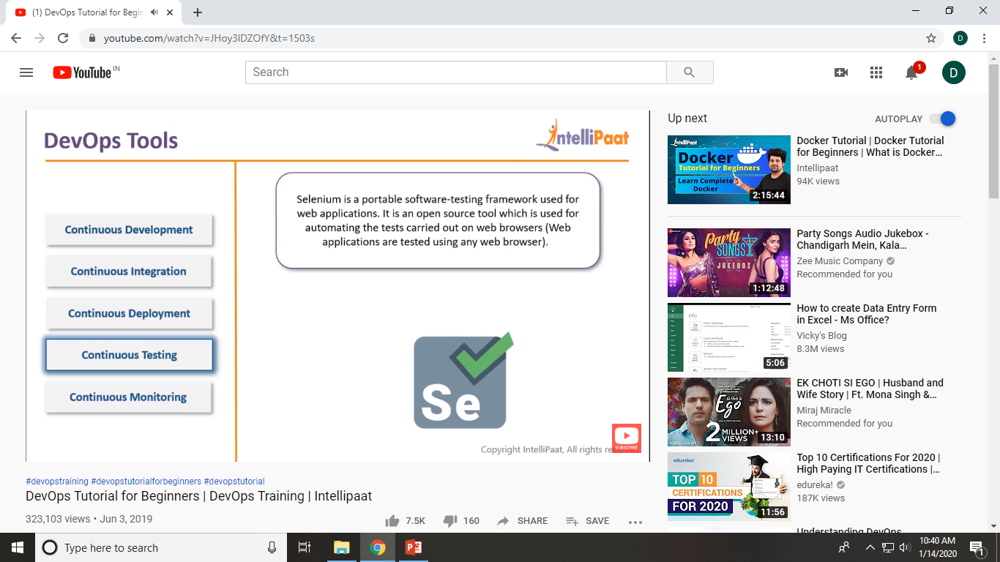 (1) DevOps Tutorial for Begin
youtube.com/watch?v=JHoy3lDZOfY&t=1503s
D
YouTube IN
Search
1
D
DevOps Tools
IntelliPaat
Selenium is a portable software-testing framework used for
web applications. It is an open source tool which is used for
automating the tests carried out on web browsers (Web
applications are tested using any web browser).
Continuous Development
Continuous Integration
Continuous Deployment
Continuous Testing
Continuous Monitoring
Se
SUBSCRIBE
Copyright IntelliPaat, All rights
#devopstraining #devopstutorialforbeginners #devopstutorial
DevOps Tutorial for Beginners | DevOps Training | Intellipaat
323,103 views • Jun 3, 2019
7.5K
160
SHARE
SAVE
Up next
AUTOPLAY
IntelliPaat
Docker
Tutorial for Beginners
Learn Complete
Docker
2:15:44
Docker Tutorial | Docker Tutorial
for Beginners | What is Docker...
Intellipaat
94K views
Party
SONGS
JUKEBOX
1:12:48
Party Songs Audio Jukebox -
Chandigarh Mein, Kala...
Zee Music Company
Recommended for you
Info
5:06
How to create Data Entry Form
in Excel - Ms Office?
Vicky's Blog
8.3M views
Ego
2 MILLION+
VIEWS
IQBAL KHAN
13:10
EK CHOTI SI EGO | Husband and
Wife Story | Ft. Mona Singh &...
Miraj Miracle
Recommended for you
edureka!
TOP 10
CERTIFICATIONS
FOR 2020
11:56
Top 10 Certifications For 2020 |
High Paying IT Certifications |...
edureka!
187K views
Understanding DevOps
Type here to search
10:40 AM
1/14/2020
1